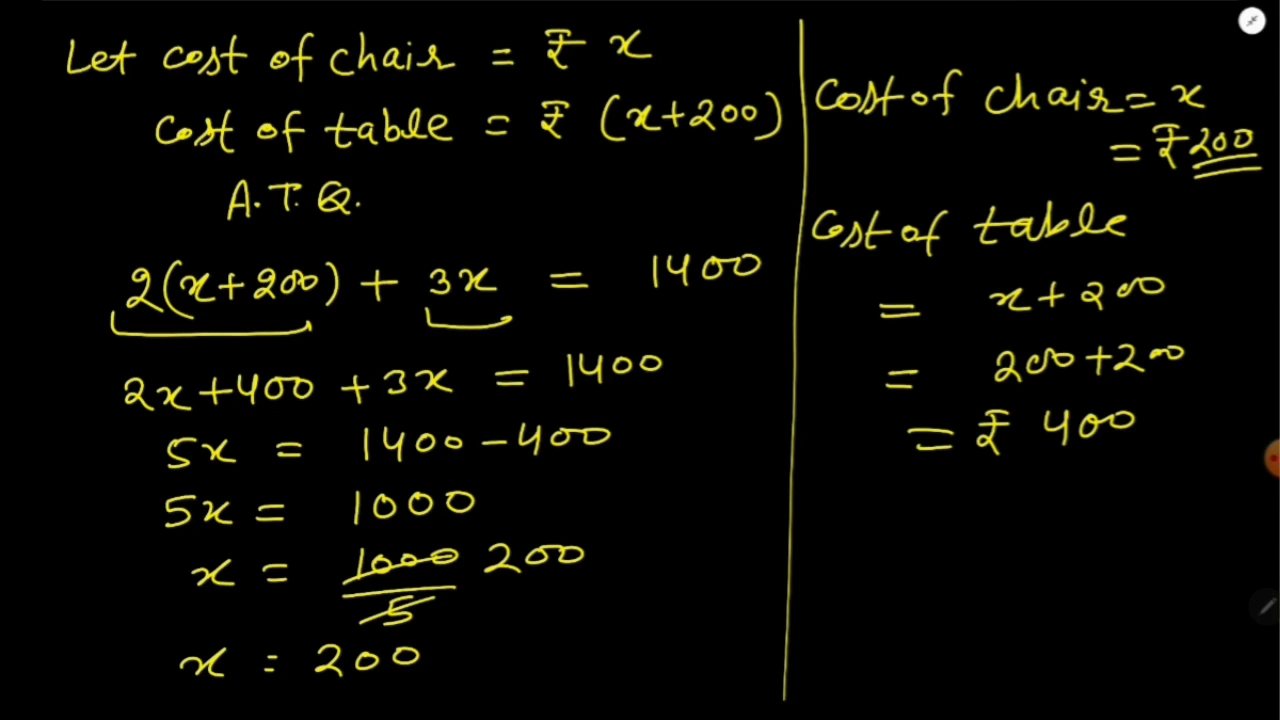 Let cost of chair = ₹ x
Cost of table = ₹ (x+200)
A.T.Q.
2(x+200) + 3x = 1400
2x+400 +3x = 1400
5x = 1400-400
5x = 1000
x = 1000/5 200
x = 200
Cost of chair = x
= ₹200
Cost of table
= x+200
= 200+200
= ₹ 400